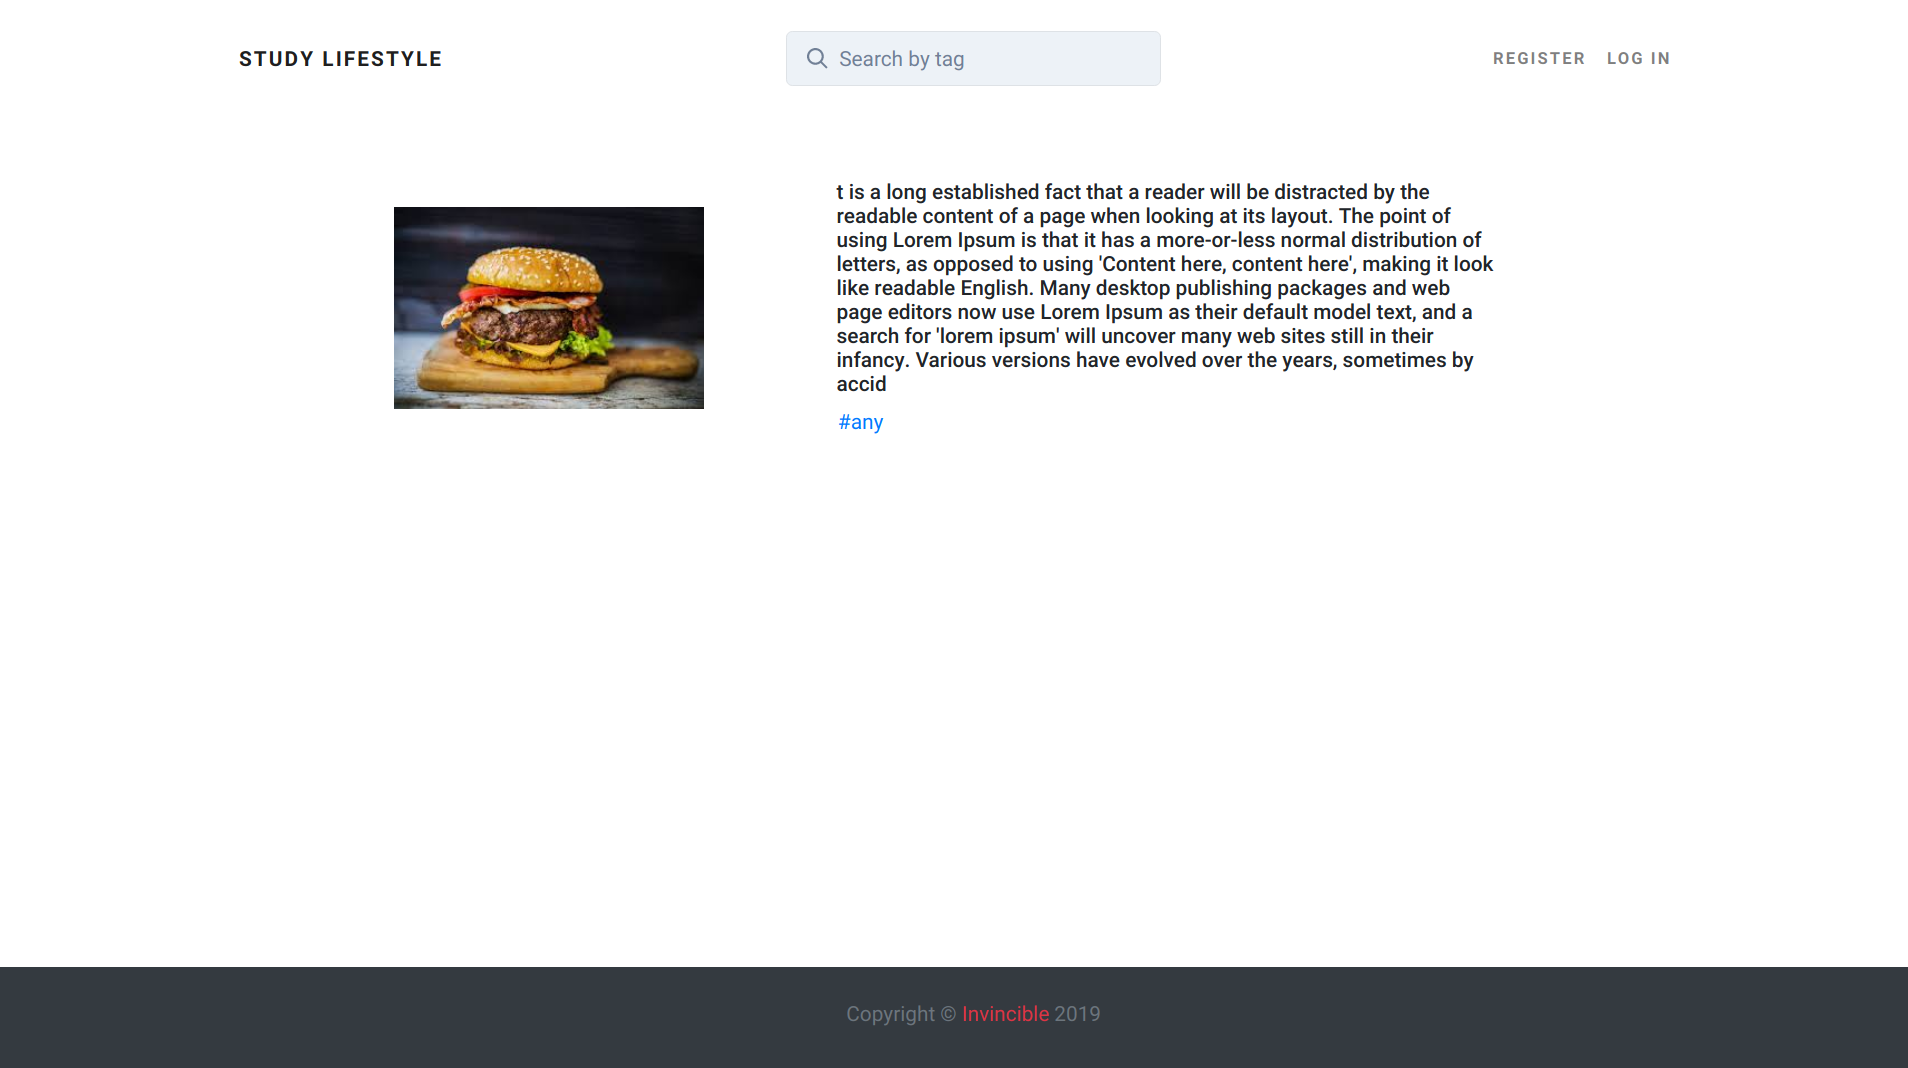 STUDY LIFESTYLE
Search by tag
REGISTER LOG IN
t is a long established fact that a reader will be distracted by the
readable content of a page when looking at its layout. The point of
using Lorem Ipsum is that it has a more-or-less normal distribution of
letters, as opposed to using 'Content here, content here', making it look
like readable English. Many desktop publishing packages and web
page editors now use Lorem Ipsum as their default model text, and a
search for 'lorem ipsum' will uncover many web sites still in their
infancy. Various versions have evolved over the years, sometimes by
accid
#any
Copyright © Invincible 2019